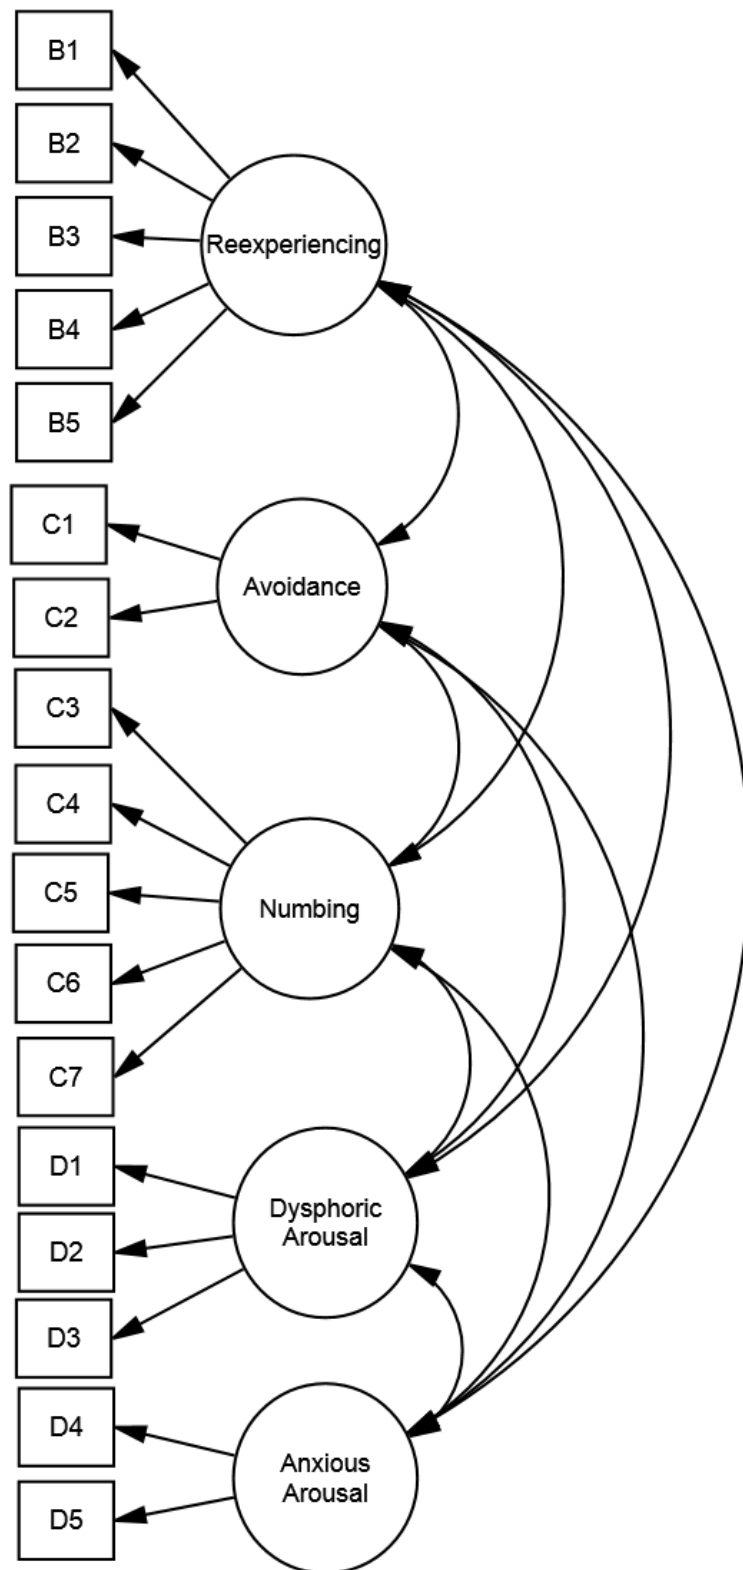 B1
B2
Reexperiencing
B3
B4
B5
C1
Avoidance
C2
C3
C4
C5
Numbing
C6
C7
D1
Dysphoric
Arousal
D2
D3
D4
Anxious
Arousal
D5